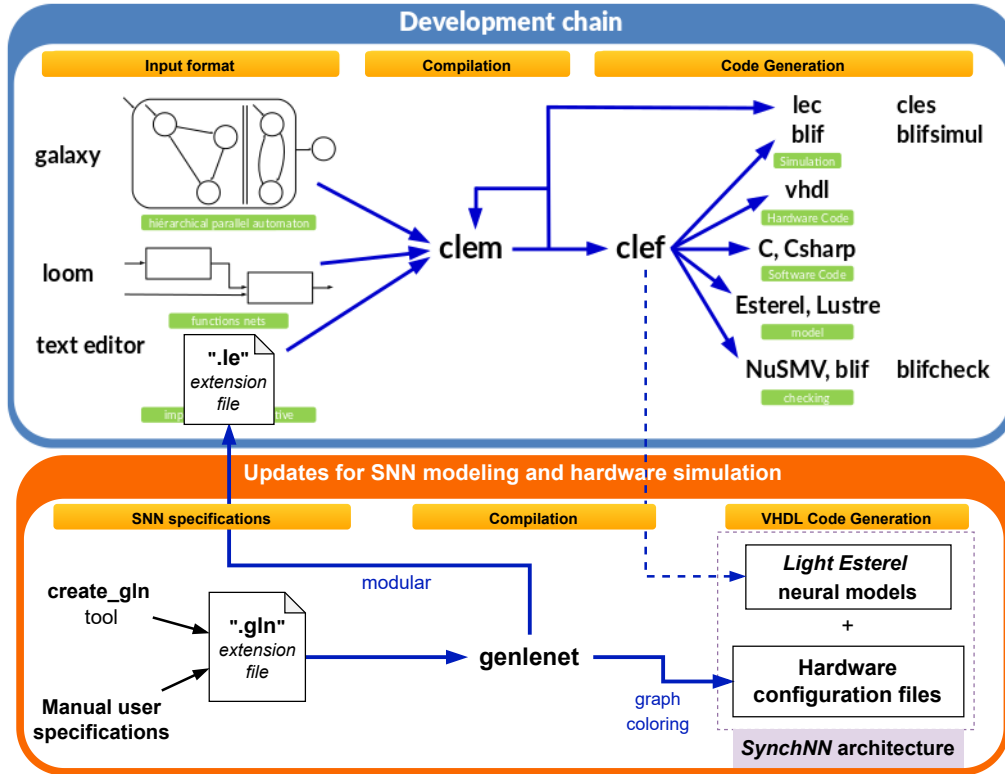 Development chain
Input format
Compilation
Code Generation
galaxy
hiérarchical parallel automaton
loom
functions nets
text editor
".le"
extension
file
imp
tive
clem
clef
lec
cles
blif
blifsimul
Simulation
vhdl
Hardware Code
C, Csharp
Software Code
Esterel, Lustre
model
NuSMV, blif
blifcheck
checking
Updates for SNN modeling and hardware simulation
SNN specifications
Compilation
VHDL Code Generation
create_gln
tool
".gln"
extension
file
Manual user
specifications
modular
genlenet
graph
coloring
Light Esterel
neural models
+
Hardware
configuration files
SynchNN architecture